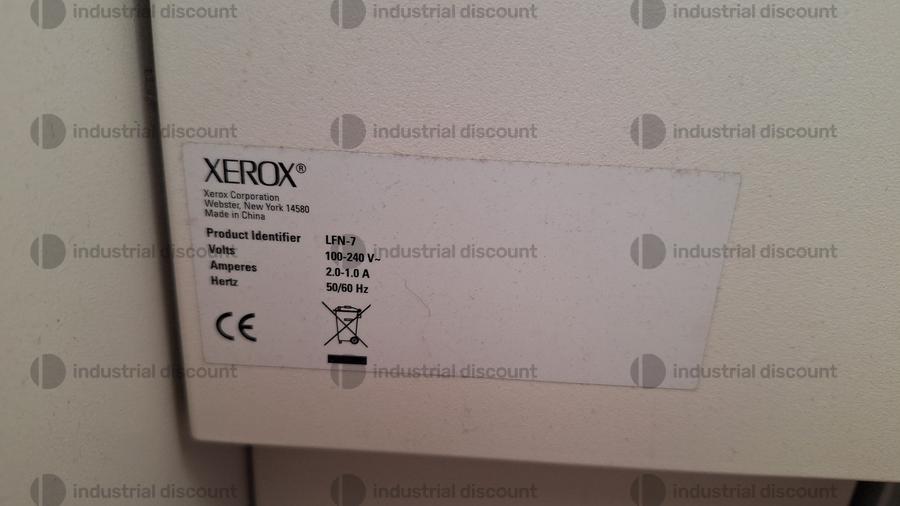 industrial discount industrial discount industrial discount
industrial discount industrial discount industrial discount
XEROX®
Xerox Corporation
Webster, New York 14580
Made in China
Product Identifier LFN-7
Volts 100-240 V~
Amperes 2.0-1.0 A
Hertz 50/60 Hz
CE
industrial discount industrial discount industrial discount
industrial discount industrial discount industrial discount
industrial discount industrial discount industrial discount